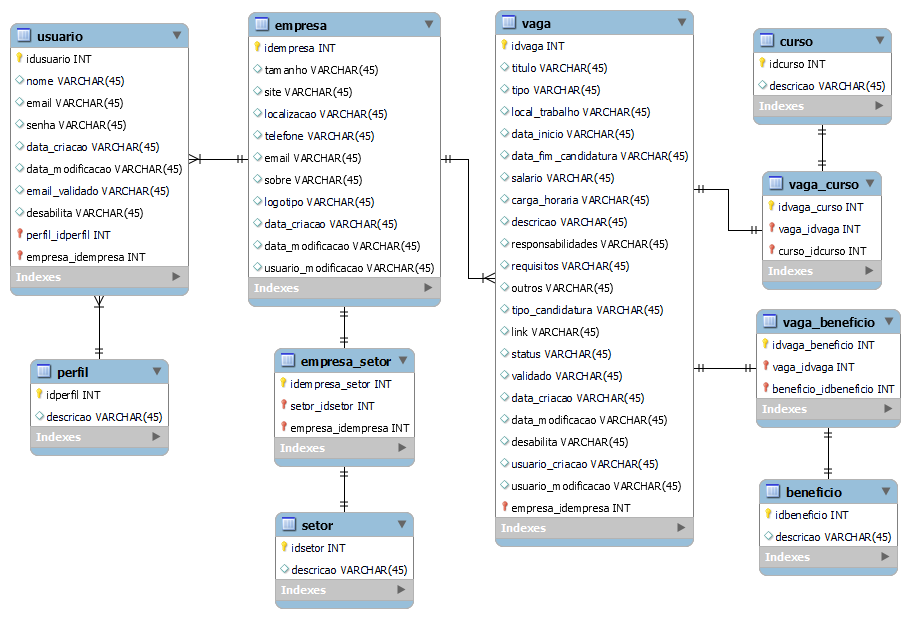 usuario
idusuario INT
nome VARCHAR(45)
email VARCHAR(45)
senha VARCHAR(45)
data_criacao VARCHAR(45)
data_modificacao VARCHAR(45)
email_validado VARCHAR(45)
desabilita VARCHAR(45)
perfil_idperfil INT
empresa_idempresa INT
Indexes
perfil
idperfil INT
descricao VARCHAR(45)
Indexes
empresa
idempresa INT
tamanho VARCHAR(45)
site VARCHAR(45)
localizacao VARCHAR(45)
telefone VARCHAR(45)
email VARCHAR(45)
sobre VARCHAR(45)
logotipo VARCHAR(45)
data_criacao VARCHAR(45)
data_modificacao VARCHAR(45)
usuario_modificacao VARCHAR(45)
Indexes
empresa_setor
idempresa_setor INT
setor_idsetor INT
empresa_idempresa INT
Indexes
setor
idsetor INT
descricao VARCHAR(45)
Indexes
vaga
idvaga INT
titulo VARCHAR(45)
tipo VARCHAR(45)
local_trabalho VARCHAR(45)
data_inicio VARCHAR(45)
data_fim_candidatura VARCHAR(45)
salario VARCHAR(45)
carga_horaria VARCHAR(45)
descricao VARCHAR(45)
responsabilidades VARCHAR(45)
requisitos VARCHAR(45)
outros VARCHAR(45)
tipo_candidatura VARCHAR(45)
link VARCHAR(45)
status VARCHAR(45)
validado VARCHAR(45)
data_criacao VARCHAR(45)
data_modificacao VARCHAR(45)
desabilita VARCHAR(45)
usuario_criacao VARCHAR(45)
usuario_modificacao VARCHAR(45)
empresa_idempresa INT
Indexes
curso
idcurso INT
descricao VARCHAR(45)
Indexes
vaga_curso
idvaga_curso INT
vaga_idvaga INT
curso_idcurso INT
Indexes
vaga_beneficio
idvaga_beneficio INT
vaga_idvaga INT
beneficio_idbeneficio INT
Indexes
beneficio
idbeneficio INT
descricao VARCHAR(45)
Indexes